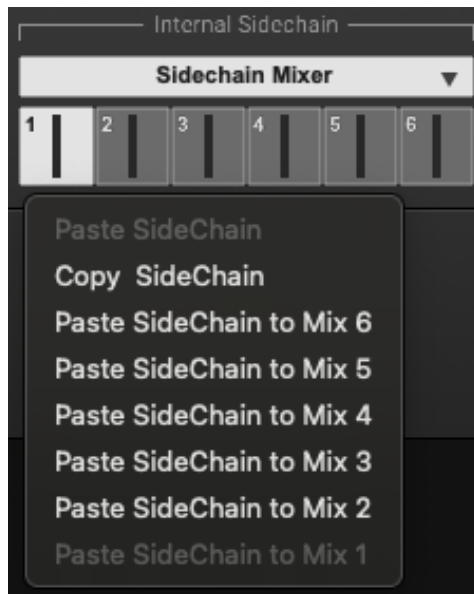 Internal Sidechain
Sidechain Mixer
1 2 3 4 5 6
Paste SideChain
Copy SideChain
Paste SideChain to Mix 6
Paste SideChain to Mix 5
Paste SideChain to Mix 4
Paste SideChain to Mix 3
Paste SideChain to Mix 2
Paste SideChain to Mix 1